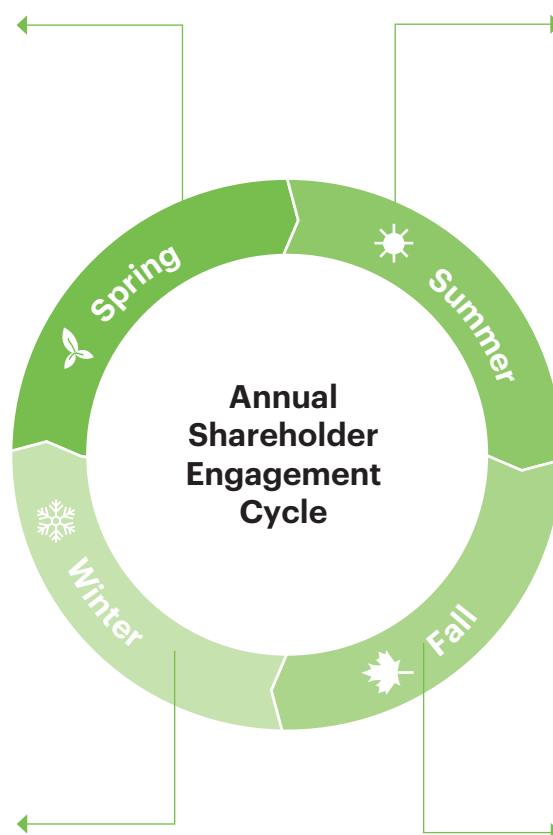 Spring
Summer
Annual
Shareholder
Engagement
Cycle
Winter
Fall